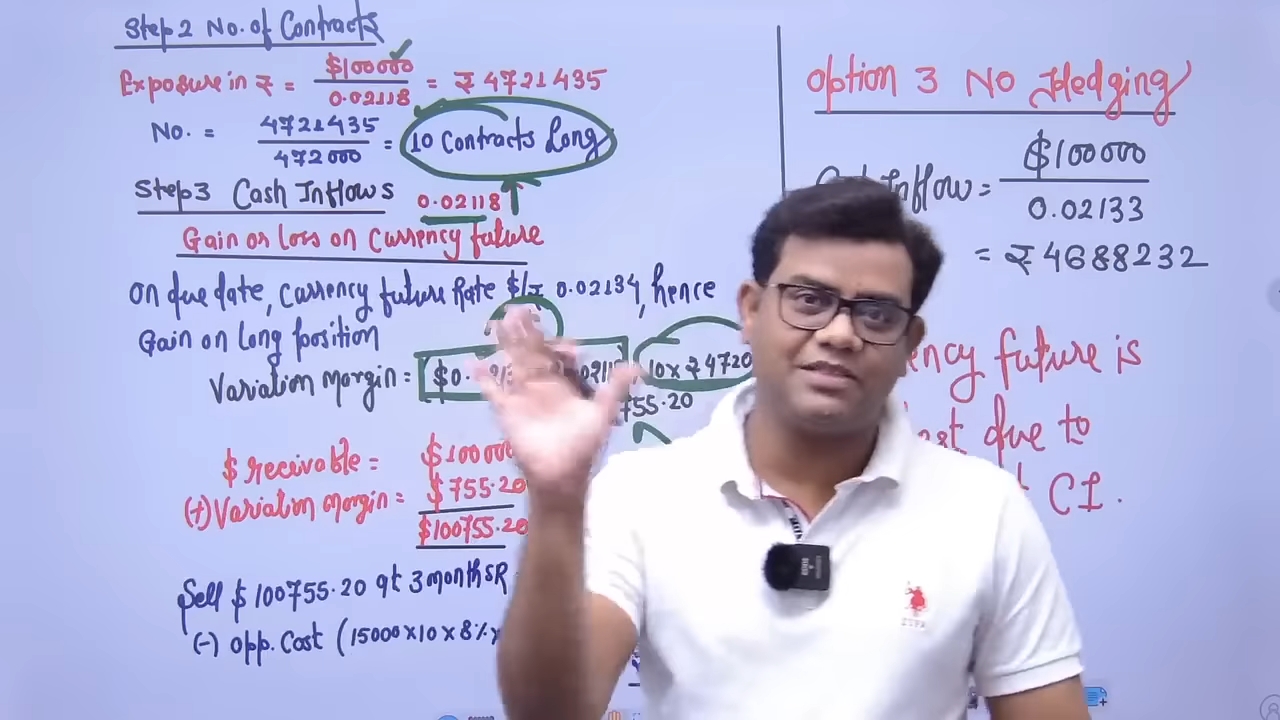 Step 2 No. of Contracts
Exposure in ₹ = $100000 / 0.02118 = ₹ 4721435
No. = 4721435 / 472000 = 10 Contracts Long
Step 3 Cash Inflows
0.02118
Gain or Loss on Currency future
On due date, Currency future Rate $/₹ 0.02134, hence
Gain on Long position
Variation Margin =
10 x ₹ 4720
755.20
$ recivable =
(+) Variation Margin = $ 755.20
$100755.20
Sell $ 100755.20 at 3 months R
(-) opp. Cost (15000 x 10 x 8% x
Option 3 No Hedging
inflow = $100000 / 0.02133
= ₹ 4688232
future is
due to
CI.